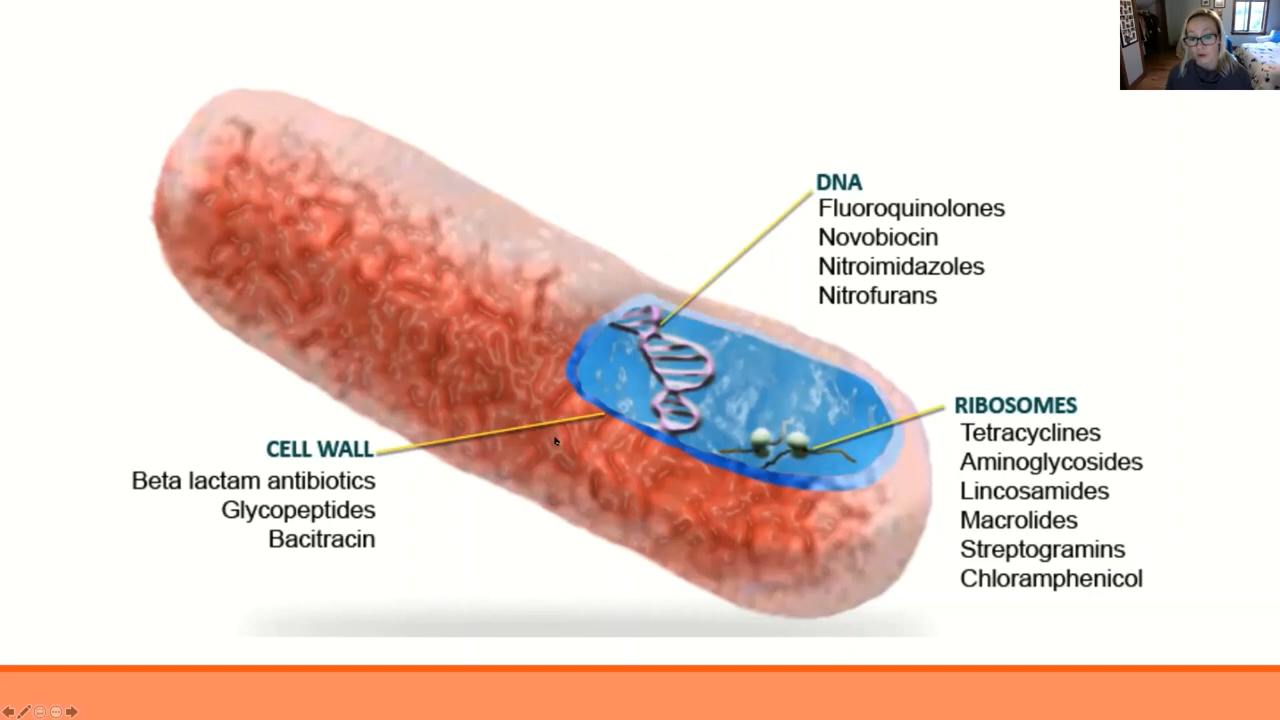 DNA
Fluoroquinolones
Novobiocin
Nitroimidazoles
Nitrofurans
CELL WALL
Beta lactam antibiotics
Glycopeptides
Bacitracin
RIBOSOMES
Tetracyclines
Aminoglycosides
Lincosamides
Macrolides
Streptogramins
Chloramphenicol